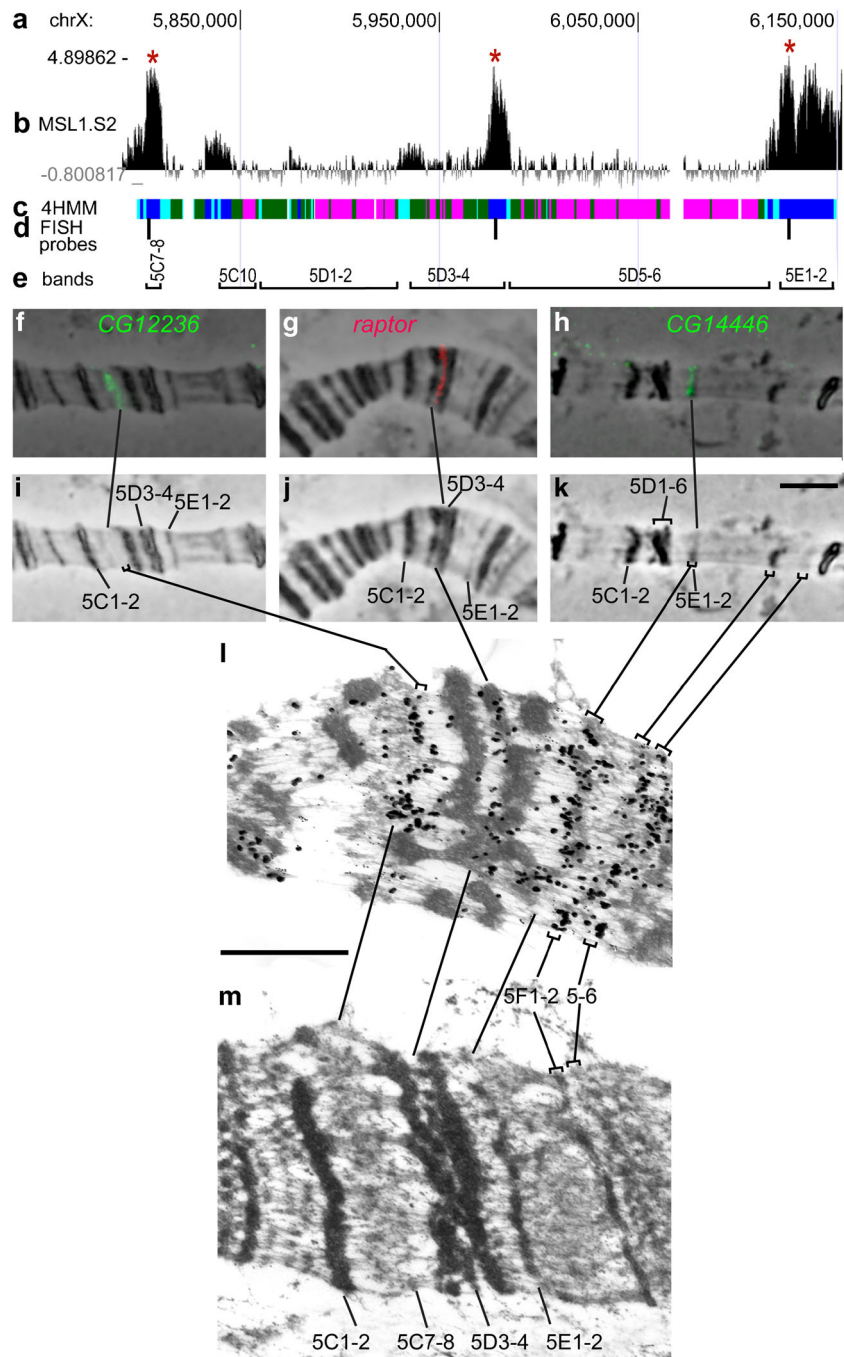 a chrX: 5,850,000 5,950,000 6,050,000 6,150,000
* * *
4.89862 -
b MSL1.S2
-0.800817 _
c 4HMM
d FISH
probes
e bands 5C7-8 5C10 5D1-2 5D3-4 5D5-6 5E1-2
f CG12236 g raptor h CG14446
i 5D3-4 5E1-2 j 5D3-4 k 5D1-6
5C1-2 5C1-2 5E1-2 5C1-2 5E1-2
l
5F1-2 5-6
m
5C1-2 5C7-8 5D3-4 5E1-2